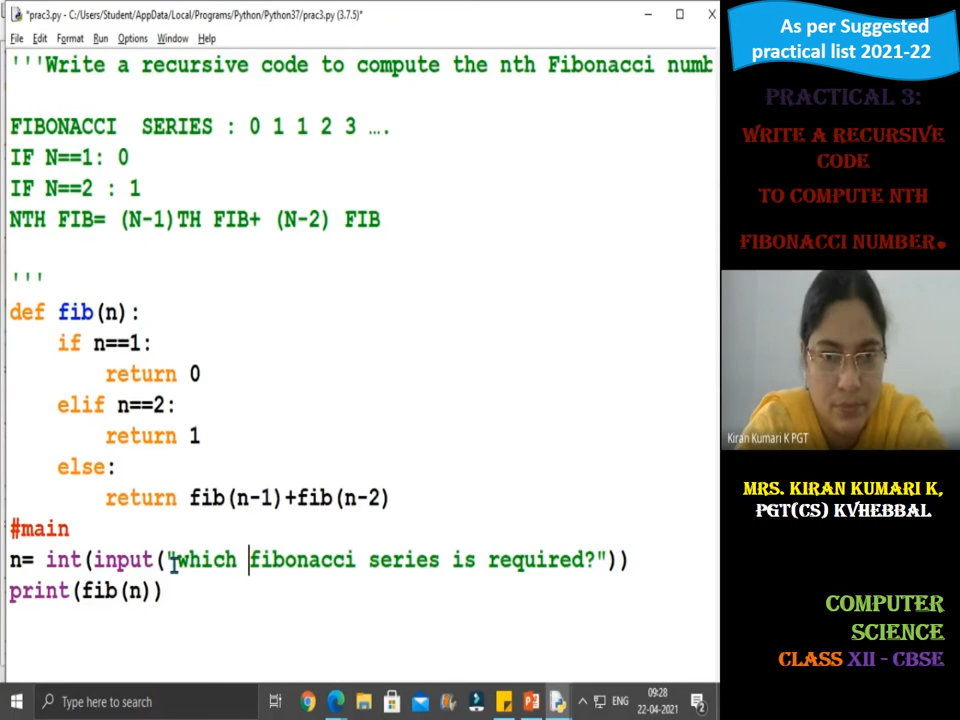 *prac3.py - C:/Users/Student/AppData/Local/Programs/Python/Python37/prac3.py (3.7.5)*
File Edit Format Run Options Window Help
'''Write a recursive code to compute the nth Fibonacci numb
FIBONACCI  SERIES : 0 1 1 2 3 ....
IF N==1: 0
IF N==2 : 1
NTH FIB= (N-1)TH FIB+ (N-2) FIB
'''
def fib(n):
    if n==1:
        return 0
    elif n==2:
        return 1
    else:
        return fib(n-1)+fib(n-2)
#main
n= int(input("which fibonacci series is required?"))
print(fib(n))
As per Suggested
practical list 2021-22
PRACTICAL 3:
WRITE A RECURSIVE
CODE
TO COMPUTE NTH
FIBONACCI NUMBER.
Kiran Kumari K PGT
MRS. KIRAN KUMARI K,
PGT(CS) KVHEBBAL
COMPUTER
SCIENCE
CLASS XII - CBSE
Type here to search
ENG
09:28
22-04-2021
2